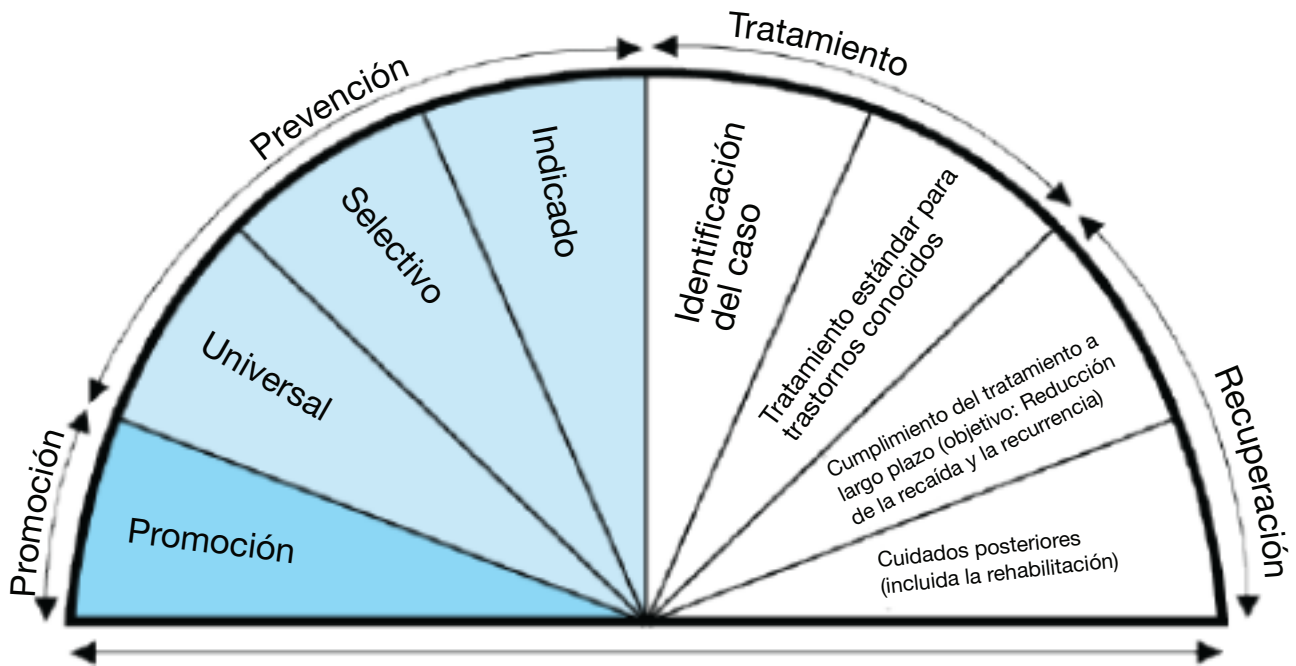 Promoción
Prevención
Tratamiento
Recuperación
Promoción
Universal
Selectivo
Indicado
Identificación
del caso
Tratamiento estándar para
trastornos conocidos
Cumplimiento del tratamiento a
largo plazo (objetivo: Reducción
de la recaída y la recurrencia)
Cuidados posteriores
(incluida la rehabilitación)